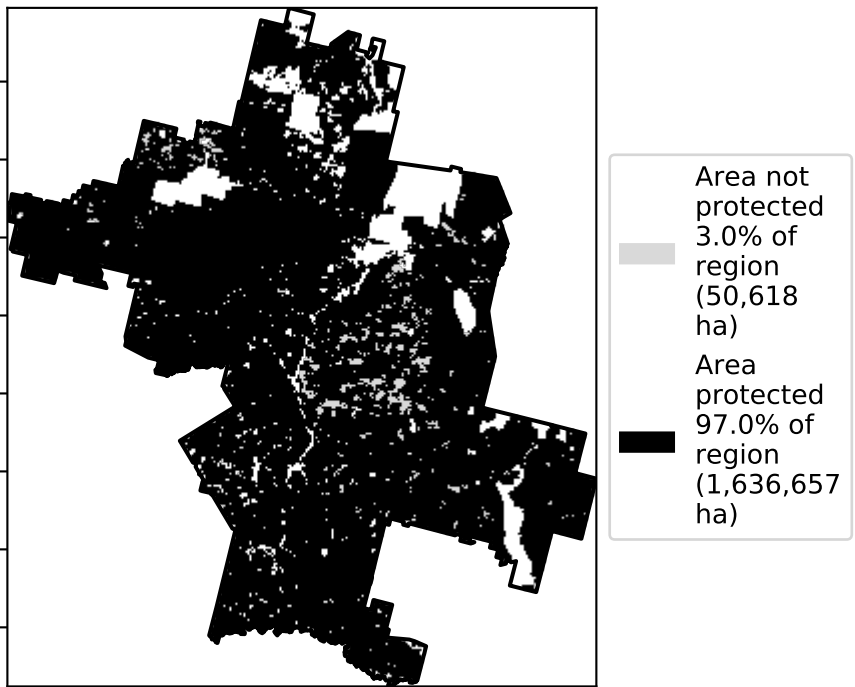 Area not
protected
3.0% of
region
(50,618
ha)
Area
protected
97.0% of
region
(1,636,657
ha)